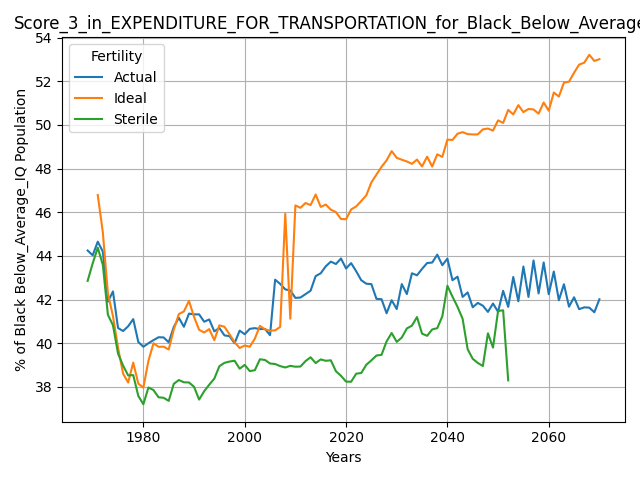 Score_3_in_EXPENDITURE_FOR_TRANSPORTATION_for_Black_Below_Average
% of Black Below_Average_IQ Population
54
52
50
48
46
44
42
40
38
Fertility
Actual
Ideal
Sterile
1980 2000 2020 2040 2060
Years